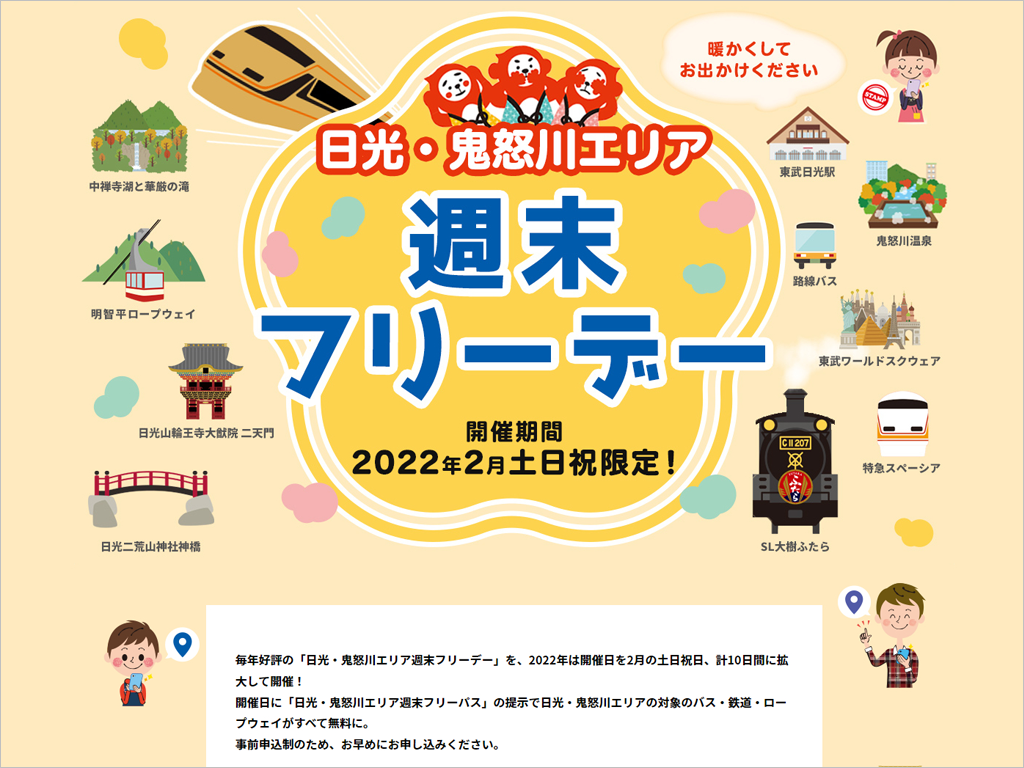 暖かくして
お出かけください
STAMP
日光・鬼怒川エリア
週末
フリーデー
開催期間
2022年2月土日祝限定！
中禅寺湖と華厳の滝
明智平ロープウェイ
日光山輪王寺大猷院 二天門
日光二荒山神社神橋
東武日光駅
鬼怒川温泉
路線バス
東武ワールドスクウェア
特急スペーシア
C11 207
ふたら
SL大樹ふたら
毎年好評の「日光・鬼怒川エリア週末フリーデー」を、2022年は開催日を2月の土日祝日、計10日間に拡
大して開催！
開催日に「日光・鬼怒川エリア週末フリーパス」の提示で日光・鬼怒川エリアの対象のバス・鉄道・ロー
プウェイがすべて無料に。
事前申込制のため、お早めにお申し込みください。